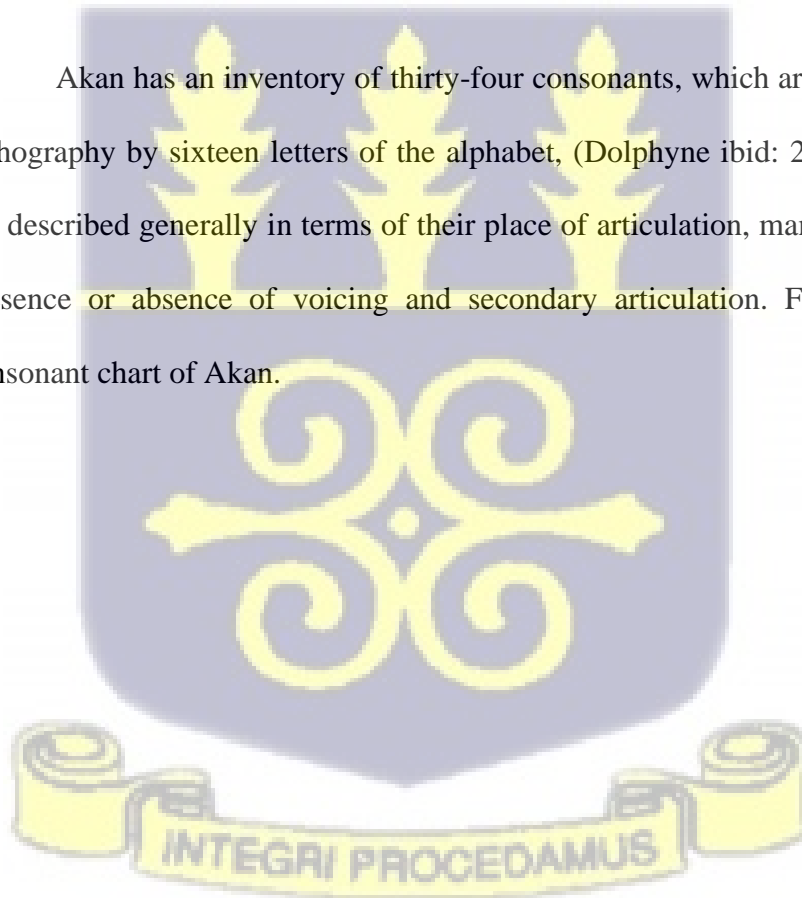 Akan has an inventory of thirty-four consonants, which ar
hography by sixteen letters of the alphabet, (Dolphyne ibid: 2
described generally in terms of their place of articulation, mar
sence or absence of voicing and secondary articulation. F
nsonant chart of Akan.
INTEGRI PROCEDAMUS